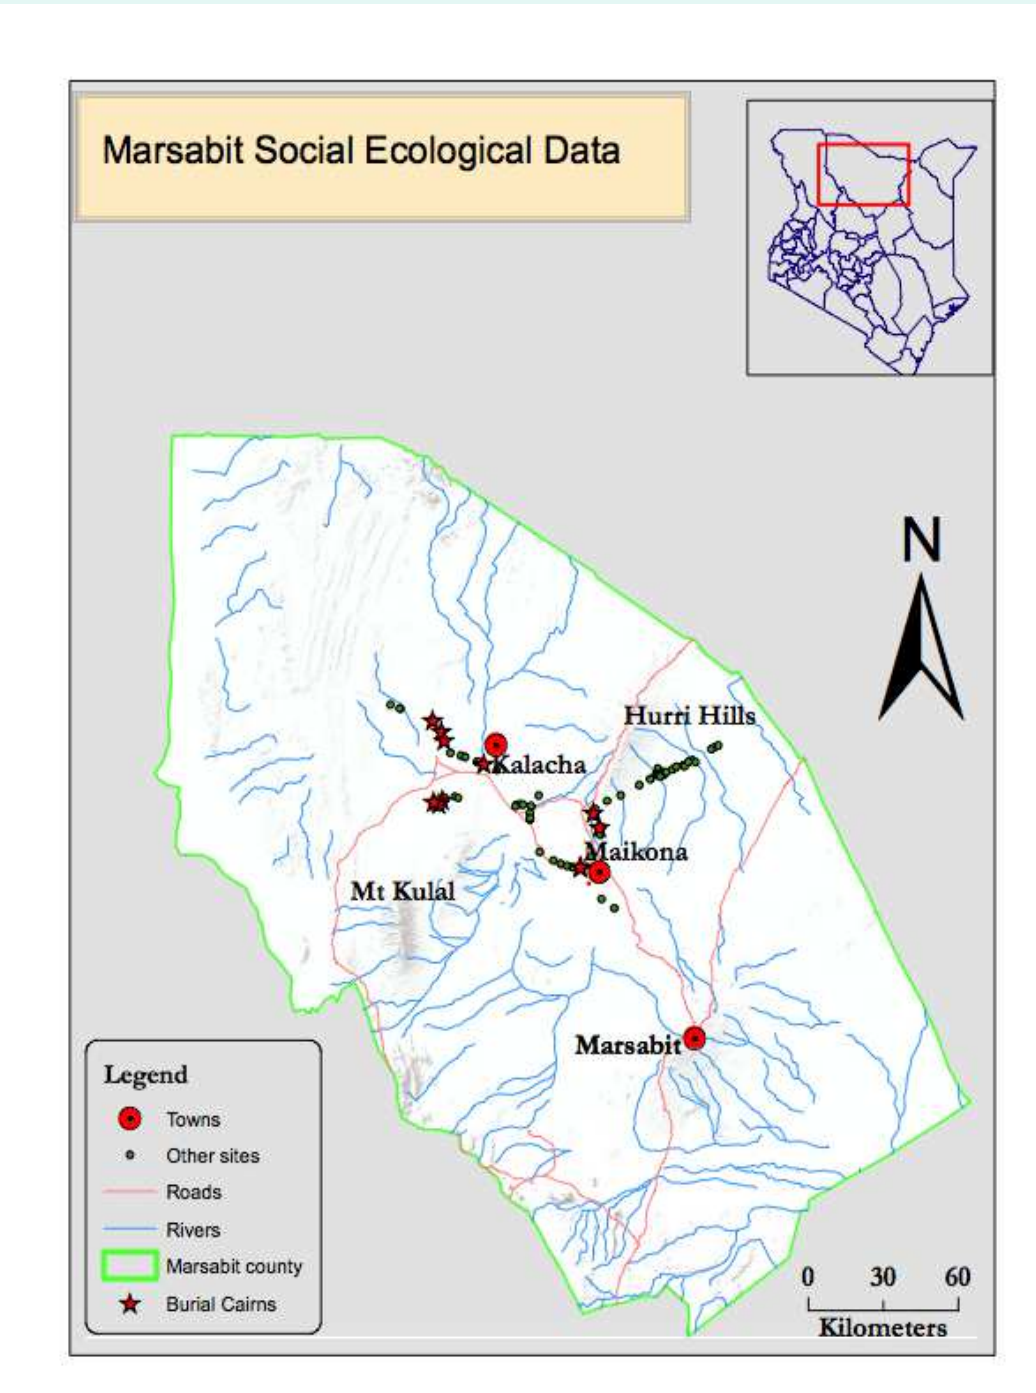 Marsabit Social Ecological Data
N
Hurri Hills
Kalacha
Maikona
Mt Kulal
Marsabit
Legend
Towns
Other sites
Roads
Rivers
Marsabit county
Burial Cairns
0 30 60
Kilometers